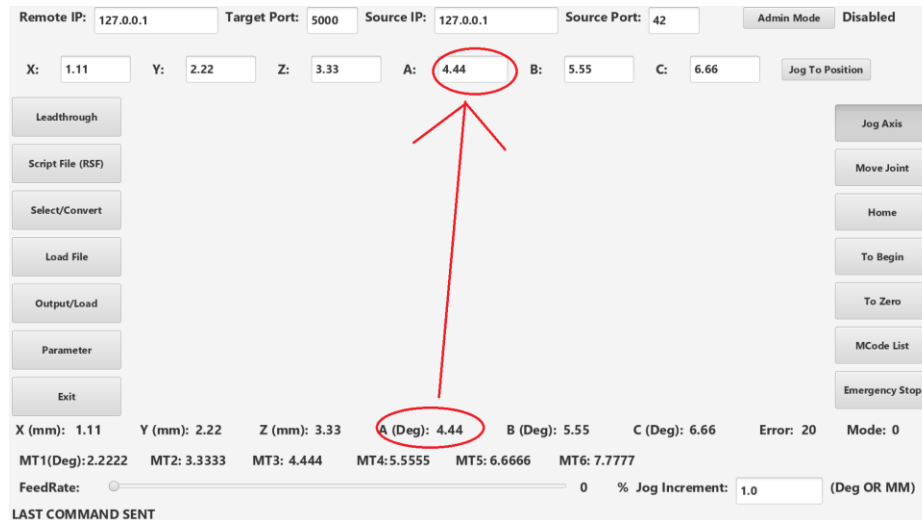 Remote IP: 127.0.0.1 Target Port: 5000 Source IP: 127.0.0.1 Source Port: 42 Admin Mode Disabled
X: 1.11 Y: 2.22 Z: 3.33 A: 4.44 B: 5.55 C: 6.66 Jog To Position
Leadthrough
Script File (RSF)
Select/Convert
Load File
Output/Load
Parameter
Exit
Jog Axis
Move Joint
Home
To Begin
To Zero
MCode List
Emergency Stop
X (mm): 1.11 Y (mm): 2.22 Z (mm): 3.33 A (Deg): 4.44 B (Deg): 5.55 C (Deg): 6.66 Error: 20 Mode: 0
MT1(Deg):2.2222 MT2: 3.3333 MT3: 4.444 MT4:5.5555 MT5: 6.6666 MT6: 7.7777
FeedRate: 0 % Jog Increment: 1.0 (Deg OR MM)
LAST COMMAND SENT